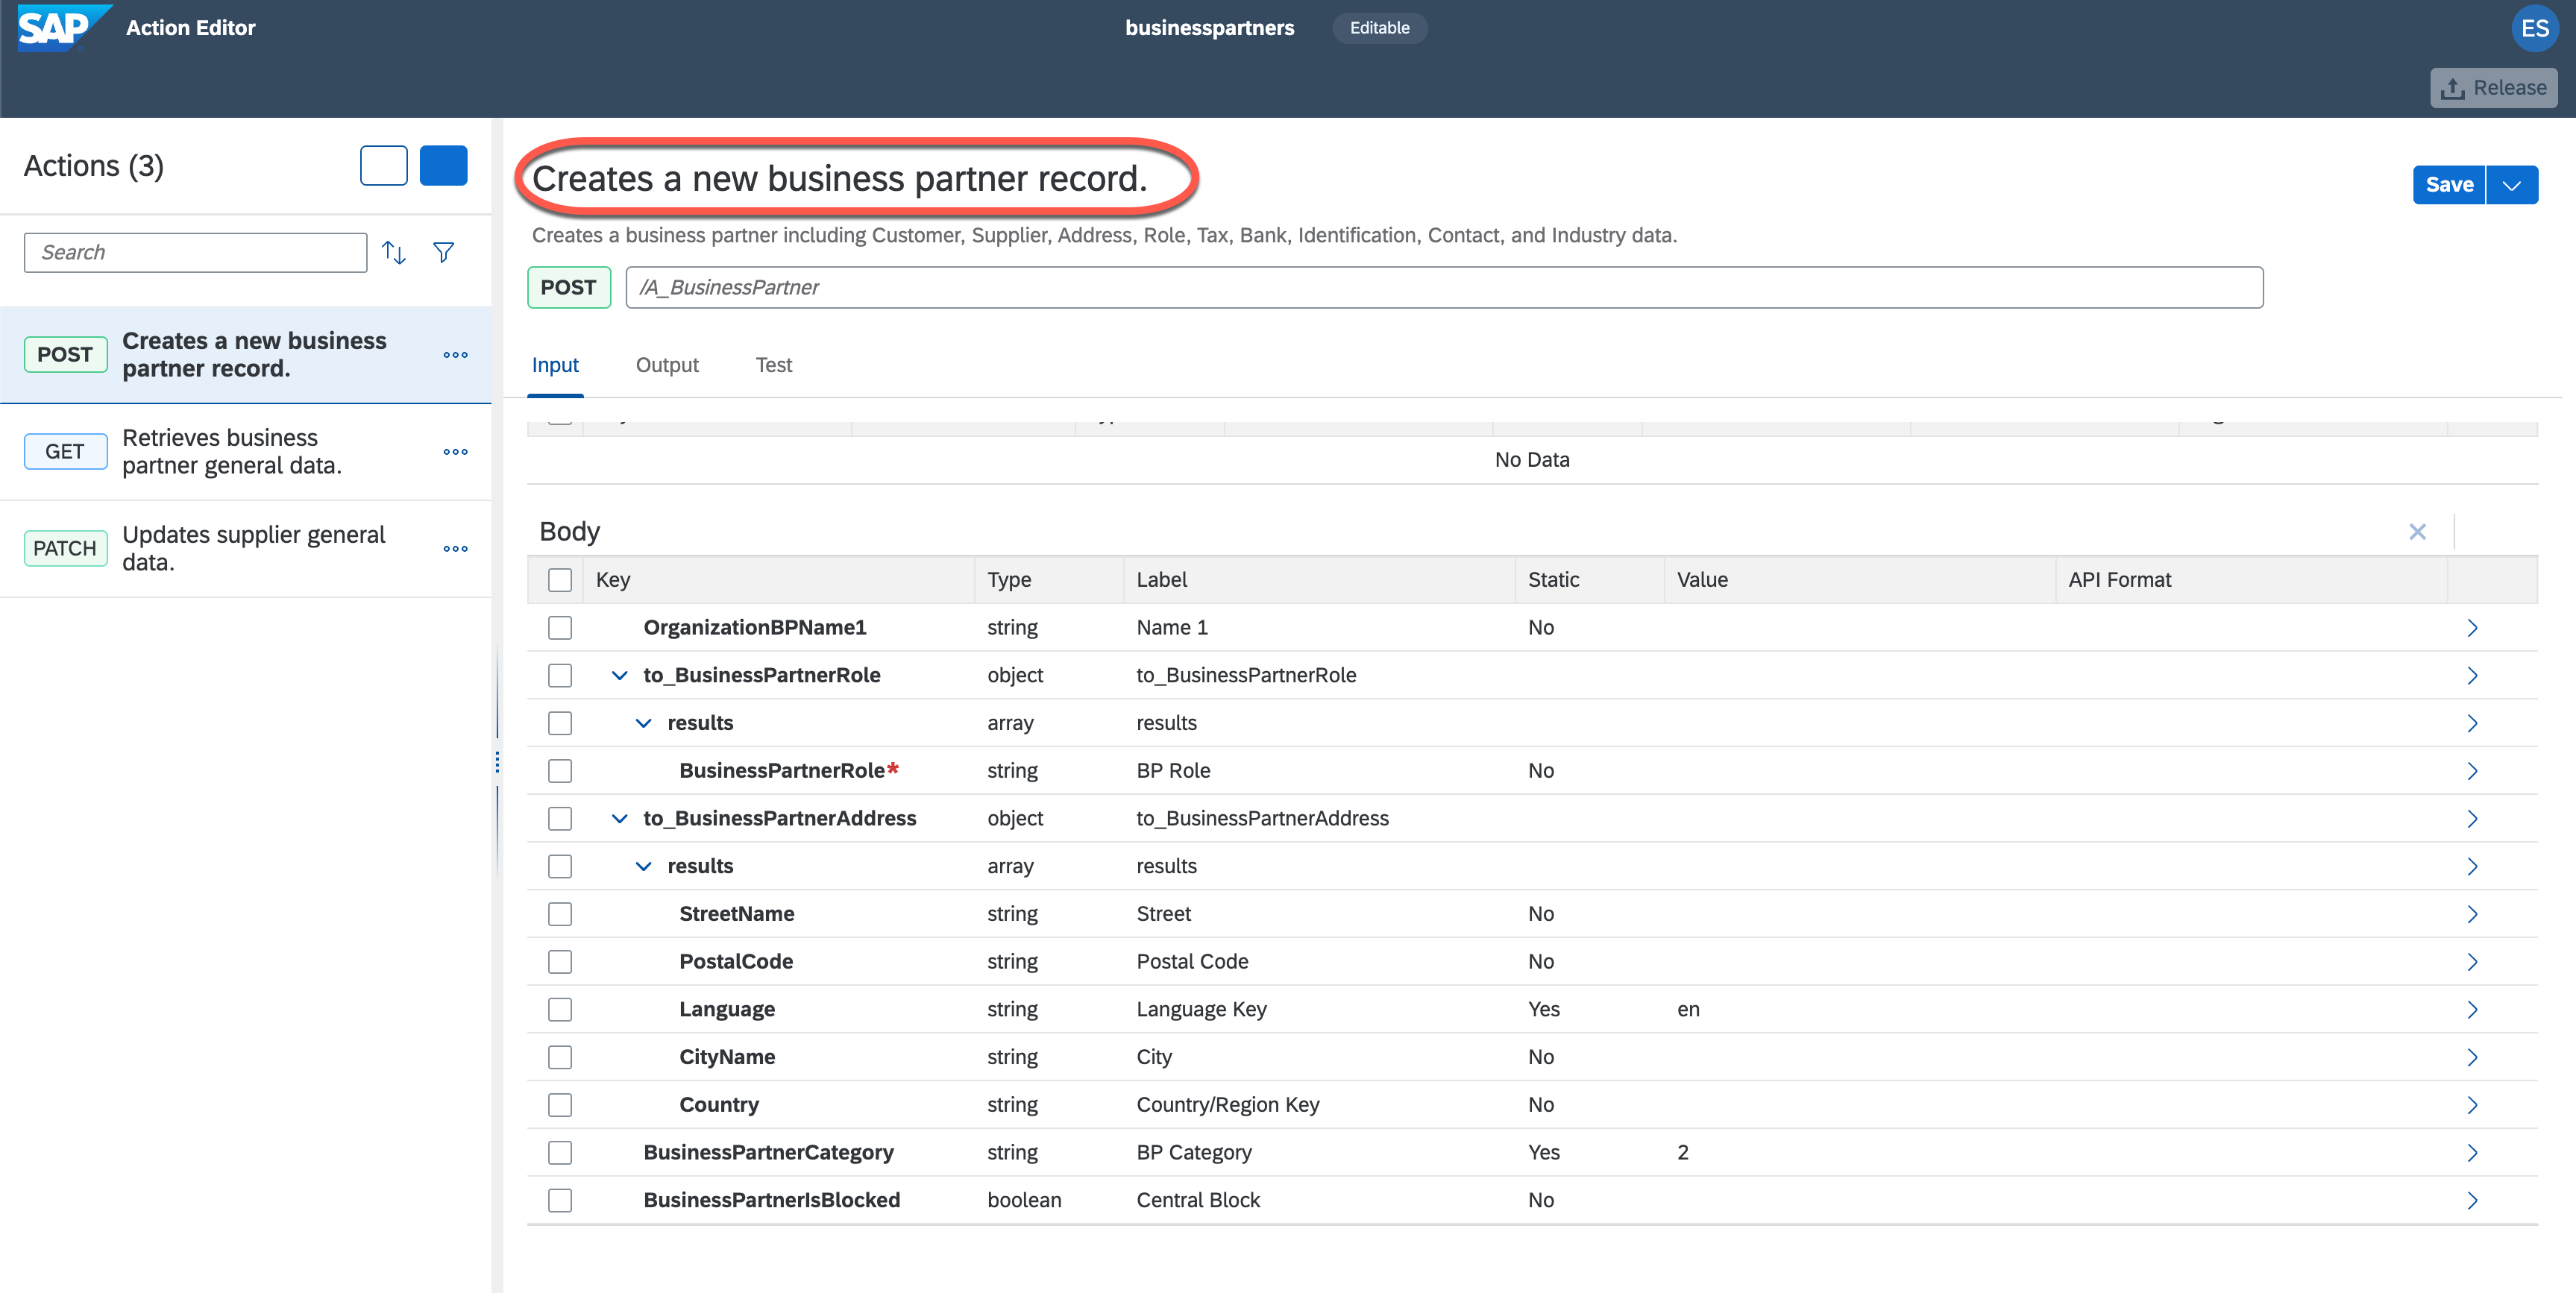 SAP Action Editor businesspartners Editable ES
Release
Actions (3)
Search
POST Creates a new business
partner record.
GET Retrieves business
partner general data.
PATCH Updates supplier general
data.
Creates a new business partner record.
Save
Creates a business partner including Customer, Supplier, Address, Role, Tax, Bank, Identification, Contact, and Industry data.
POST /A_BusinessPartner
Input Output Test
No Data
Body
Key Type Label Static Value API Format
OrganizationBPName1 string Name 1 No
to_BusinessPartnerRole object to_BusinessPartnerRole
results array results
BusinessPartnerRole* string BP Role No
to_BusinessPartnerAddress object to_BusinessPartnerAddress
results array results
StreetName string Street No
PostalCode string Postal Code No
Language string Language Key Yes en
CityName string City No
Country string Country/Region Key No
BusinessPartnerCategory string BP Category Yes 2
BusinessPartnerIsBlocked boolean Central Block No